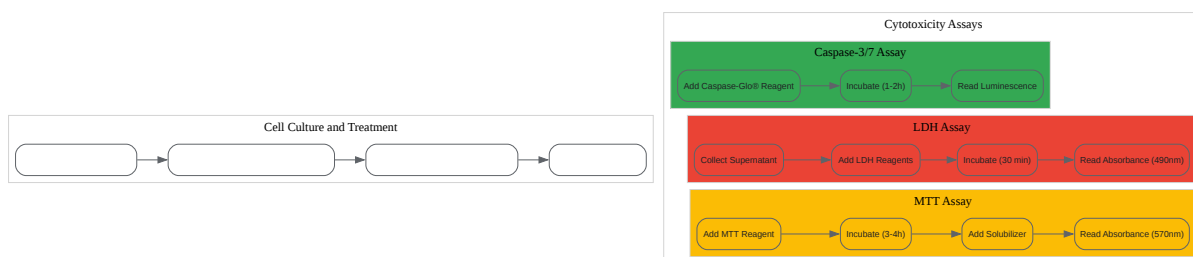 Cytotoxicity Assays
Caspase-3/7 Assay
Add Caspase-Glo® Reagent
Incubate (1-2h)
Read Luminescence
Cell Culture and Treatment
LDH Assay
Collect Supernatant
Add LDH Reagents
Incubate (30 min)
Read Absorbance (490nm)
MTT Assay
Add MTT Reagent
Incubate (3-4h)
Add Solubilizer
Read Absorbance (570nm)